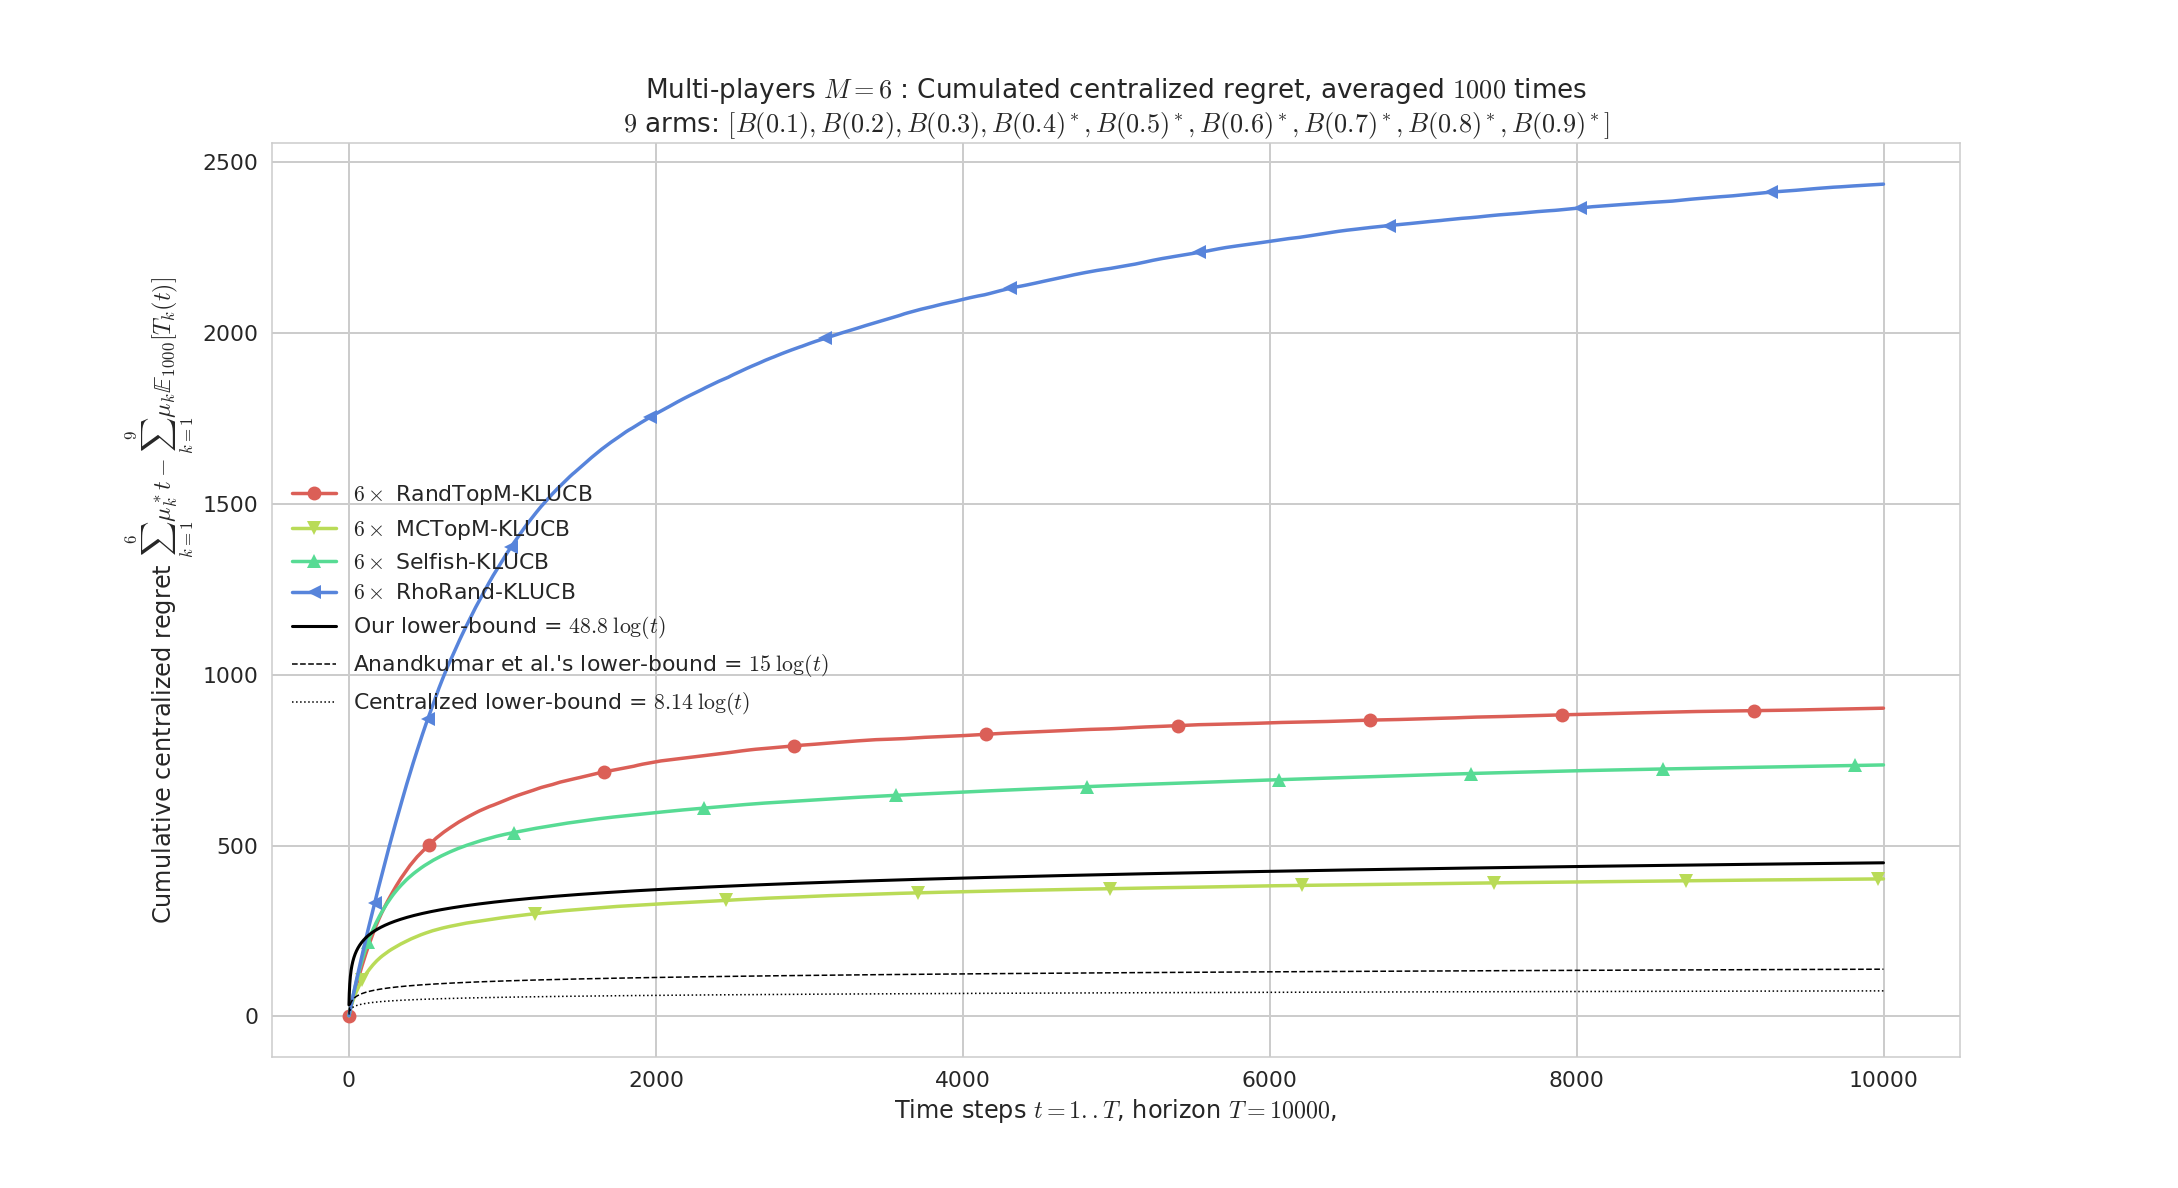 Multi-players M = 6 : Cumulated centralized regret, averaged 1000 times
9 arms: [B(0.1), B(0.2), B(0.3), B(0.4)*, B(0.5)*, B(0.6)*, B(0.7)*, B(0.8)*, B(0.9)*]
Cumulative centralized regret ∑_{k=1}^{6} μ_k^* t − ∑_{k=1}^{9} μ_k 𝔼_{1000}[T_k(t)]
2500
2000
1500
1000
500
0
6× RandTopM-KLUCB
6× MCTopM-KLUCB
6× Selfish-KLUCB
6× RhoRand-KLUCB
Our lower-bound = 48.8 log(t)
Anandkumar et al.'s lower-bound = 15 log(t)
Centralized lower-bound = 8.14 log(t)
0 2000 4000 6000 8000 10000
Time steps t = 1..T, horizon T = 10000,